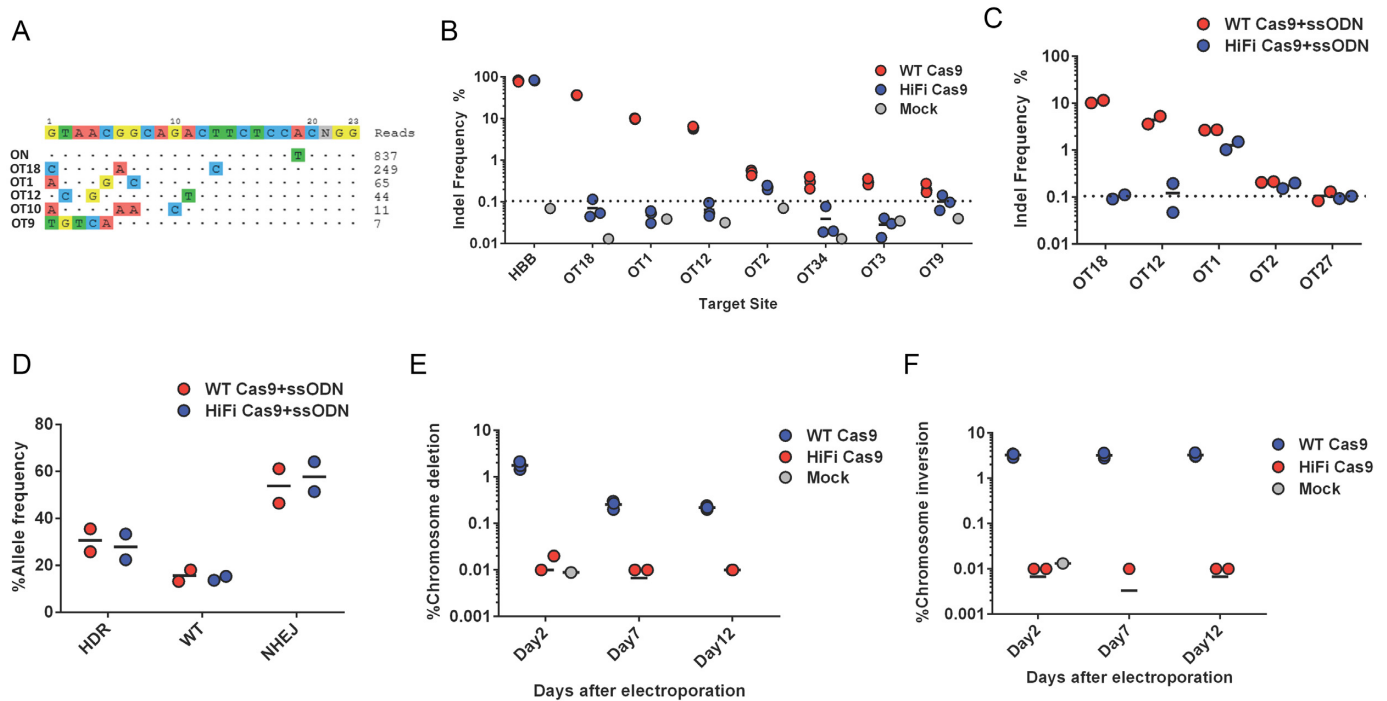 A
1 10 20 23
GTAACGGCAGACTTCTCCACNGG Reads
ON ··················T···· 837
OT18 C····A······C·········· 249
OT1 A···G·C················ 65
OT12 ·C·G······T············ 44
OT10 A····AA··C············· 11
OT9 TGTCA·················· 7
B
Indel Frequency %
100
10
1
0.1
0.01
WT Cas9
HiFi Cas9
Mock
HBB OT18 OT1 OT12 OT2 OT34 OT3 OT9
Target Site
C
WT Cas9+ssODN
HiFi Cas9+ssODN
Indel Frequency %
100
10
1
0.1
0.01
OT18 OT12 OT1 OT2 OT27
D
WT Cas9+ssODN
HiFi Cas9+ssODN
%Allele frequency
80
60
40
20
0
HDR WT NHEJ
E
%Chromosome deletion
10
1
0.1
0.01
0.001
WT Cas9
HiFi Cas9
Mock
Day2 Day7 Day12
Days after electroporation
F
%Chromosome inversion
10
1
0.1
0.01
0.001
WT Cas9
HiFi Cas9
Mock
Day2 Day7 Day12
Days after electroporation